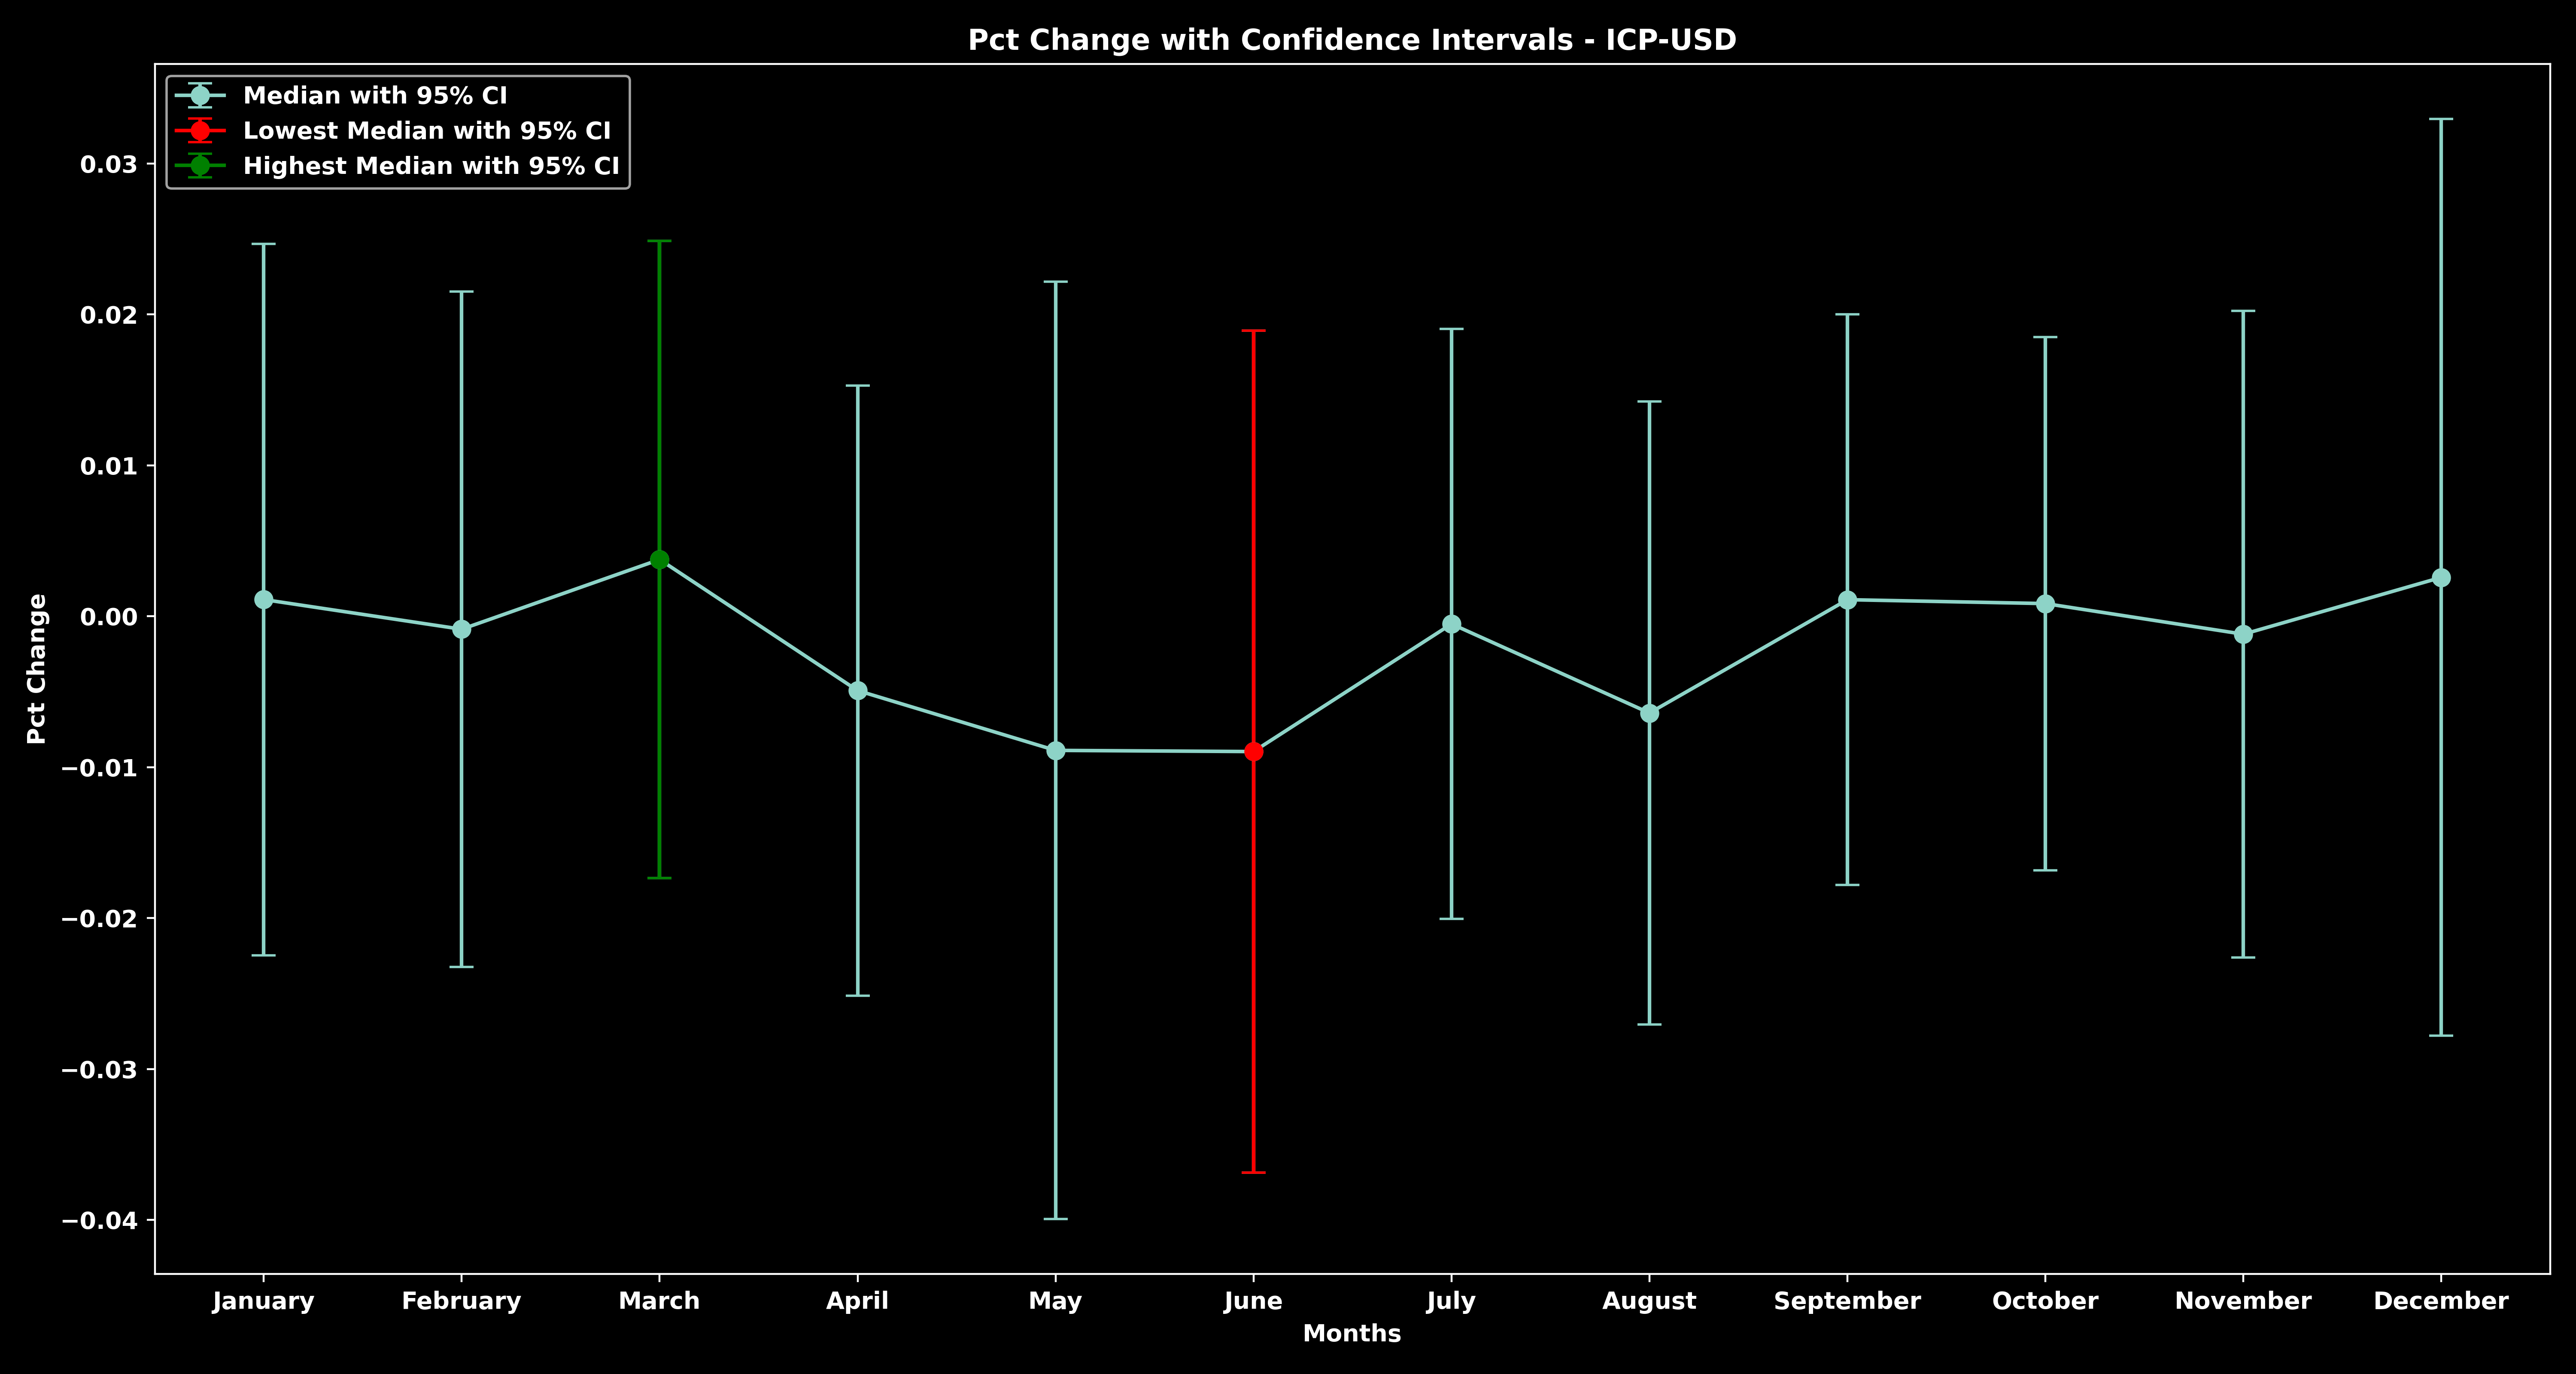 Pct Change with Confidence Intervals - ICP-USD
Median with 95% CI
Lowest Median with 95% CI
Highest Median with 95% CI
0.03
0.02
0.01
0.00
−0.01
−0.02
−0.03
−0.04
Pct Change
January February March April May June July August September October November December
Months